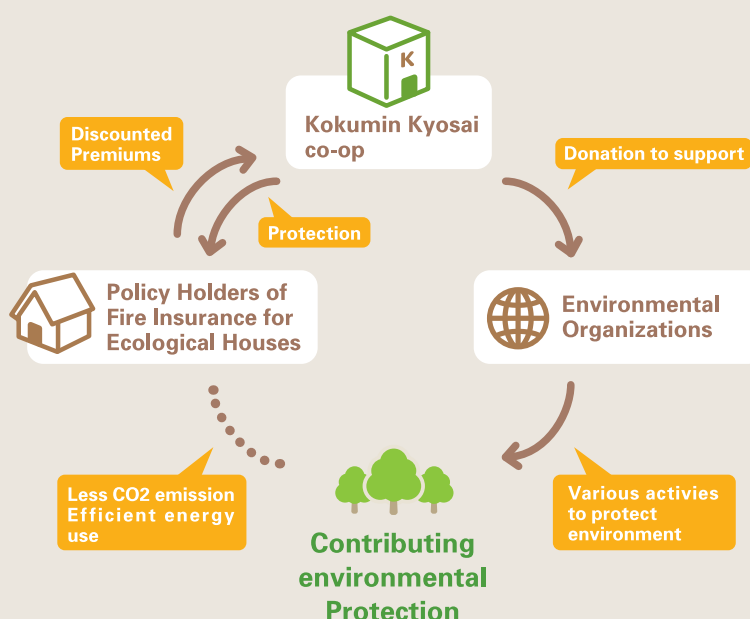 K
Kokumin Kyosai
co-op
Discounted
Premiums
Donation to support
Protection
Policy Holders of
Fire Insurance for
Ecological Houses
Environmental
Organizations
Less CO2 emission
Efficient energy
use
Various activies
to protect
environment
Contributing
environmental
Protection